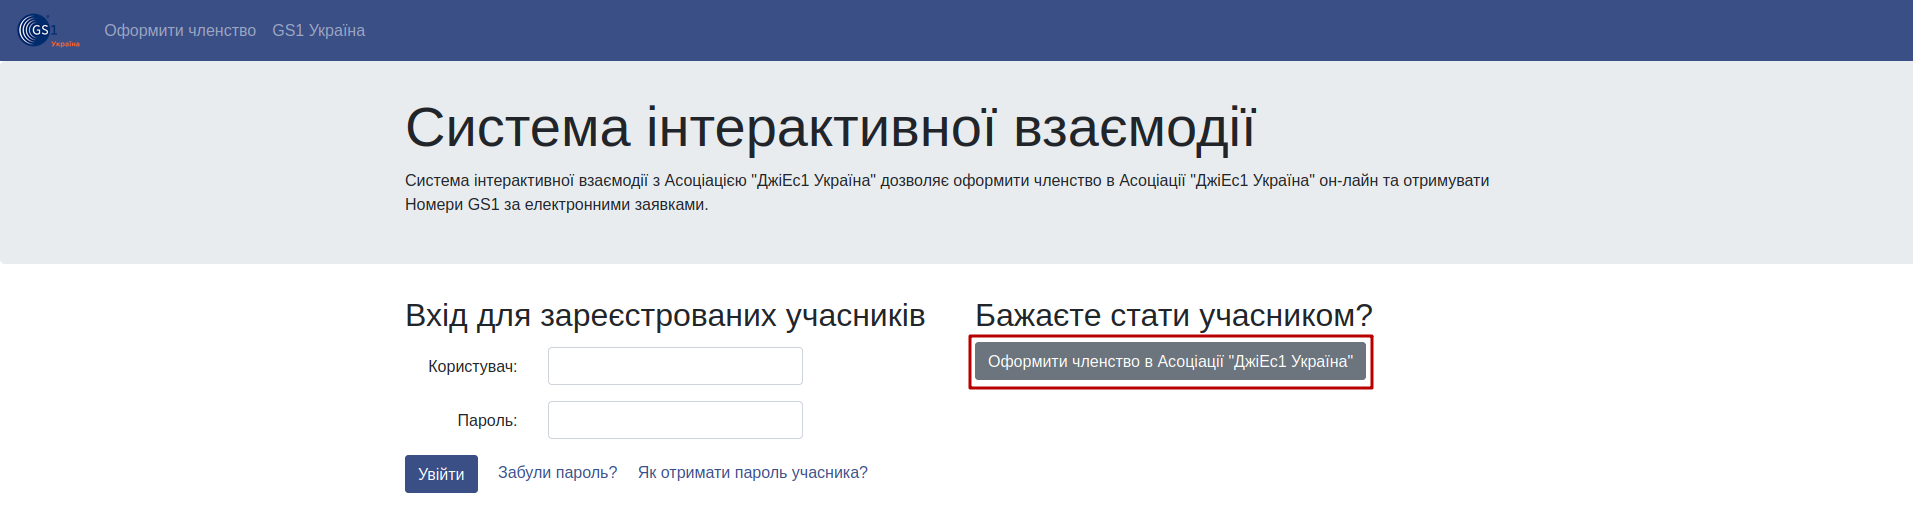 GS1
Україна
Оформити членство
GS1 Україна
Система інтерактивної взаємодії
Система інтерактивної взаємодії з Асоціацією "ДжіЕс1 Україна" дозволяє оформити членство в Асоціації "ДжіЕс1 Україна" он-лайн та отримувати
Номери GS1 за електронними заявками.
Вхід для зареєстрованих учасників
Користувач:
Пароль:
Увійти
Забули пароль?
Як отримати пароль учасника?
Бажаєте стати учасником?
Оформити членство в Асоціації "ДжіЕс1 Україна"